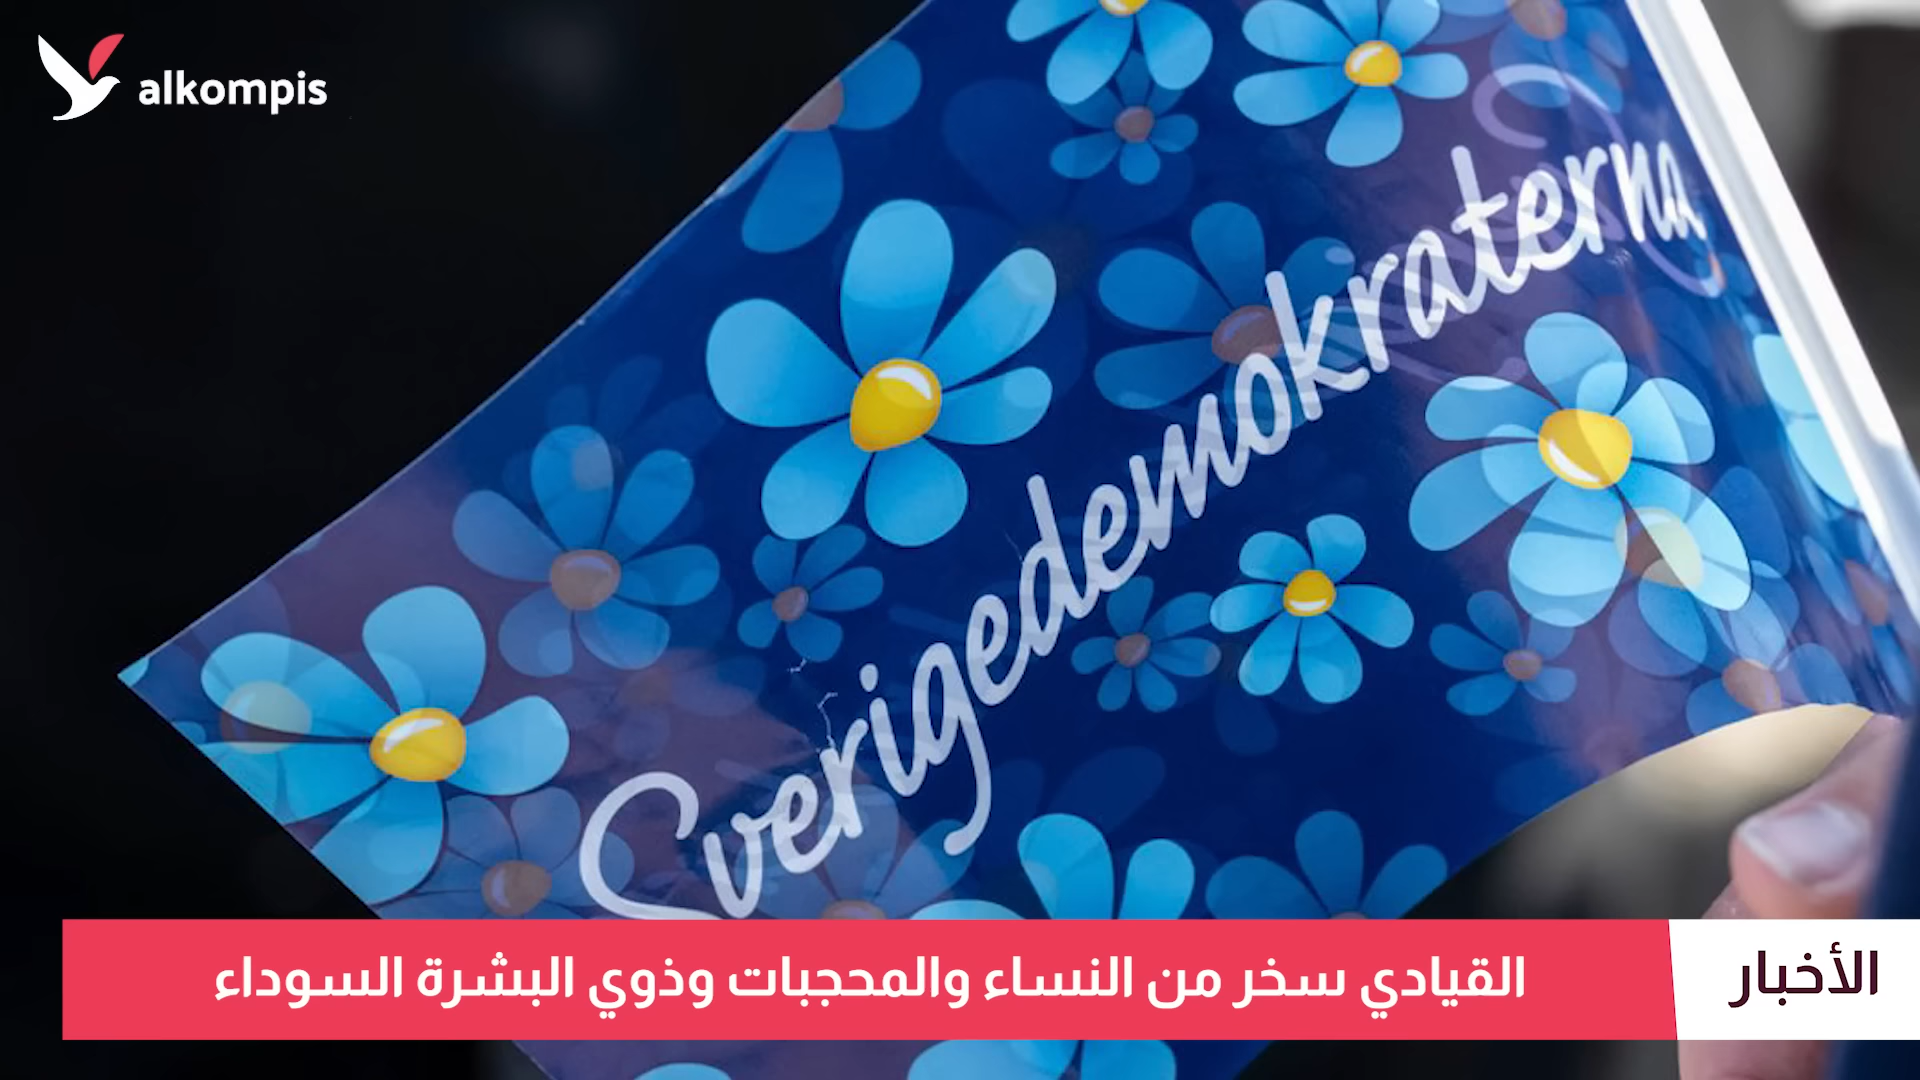 alkompis
Sverigedemokraterna
الأخبار
القيادي سخر من النساء والمحجبات وذوي البشرة السوداء